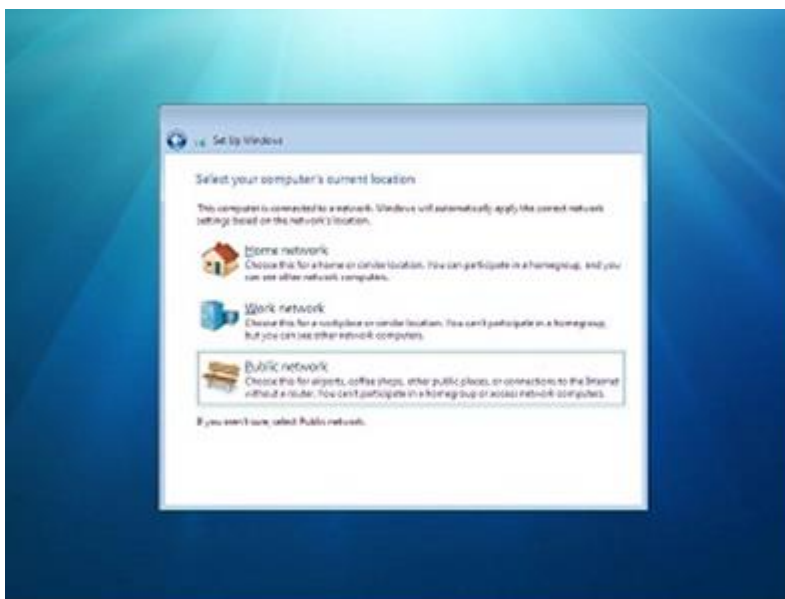 Set Up Windows
Select your computer's current location
This computer is connected to a network. Windows will automatically apply the correct network
settings based on the network's location.
Home network
Choose this for a home or similar location. You can participate in a homegroup, and you
can see other network computers.
Work network
Choose this for a workplace or similar location. You can't participate in a homegroup,
but you can see other network computers.
Public network
Choose this for airports, coffee shops, other public places, or connections to the Internet
without a router. You can't participate in a homegroup or access network computers.
If you aren't sure, select Public network.